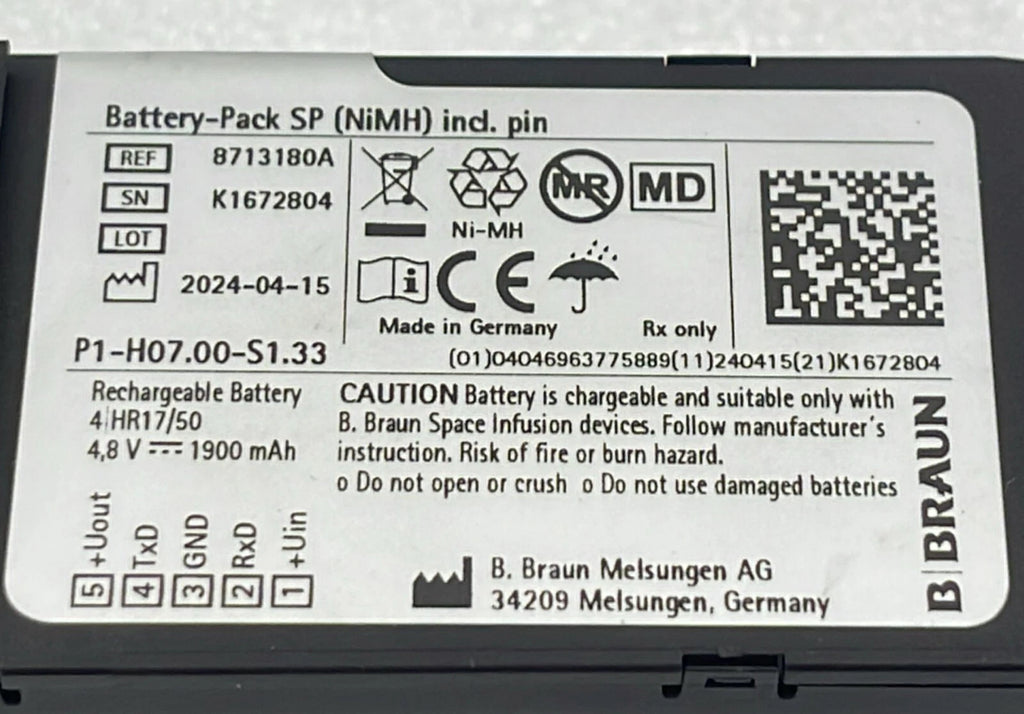 Battery-Pack SP (NiMH) incl. pin
REF 8713180A
SN K1672804
LOT
2024-04-15
P1-H07.00-S1.33
Ni-MH
MR
MD
i
CE
Made in Germany
Rx only
(01)04046963775889(11)240415(21)K1672804
Rechargeable Battery
4 HR17/50
4,8 V 1900 mAh
CAUTION Battery is chargeable and suitable only with
B. Braun Space Infusion devices. Follow manufacturer's
instruction. Risk of fire or burn hazard.
o Do not open or crush o Do not use damaged batteries
5 +Uout
4 TxD
3 GND
2 RxD
1 +Uin
B. Braun Melsungen AG
34209 Melsungen, Germany
B BRAUN